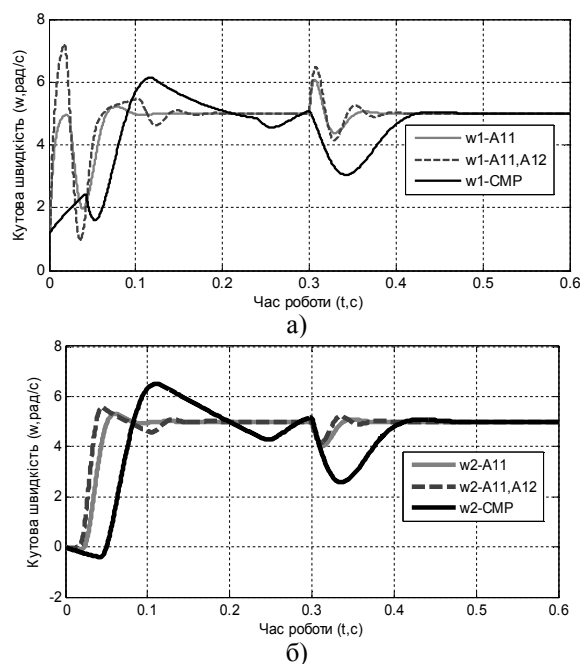 8
6
4
2
0
Кутова швидкість (w,рад/с)
w1-A11
w1-A11,A12
w1-CMP
0 0.1 0.2 0.3 0.4 0.5 0.6
Час роботи (t,с)
а)
8
6
4
2
0
-2
Кутова швидкість (w,рад/с)
w2-A11
w2-A11,A12
w2-CMP
0 0.1 0.2 0.3 0.4 0.5 0.6
Час роботи (t,с)
б)